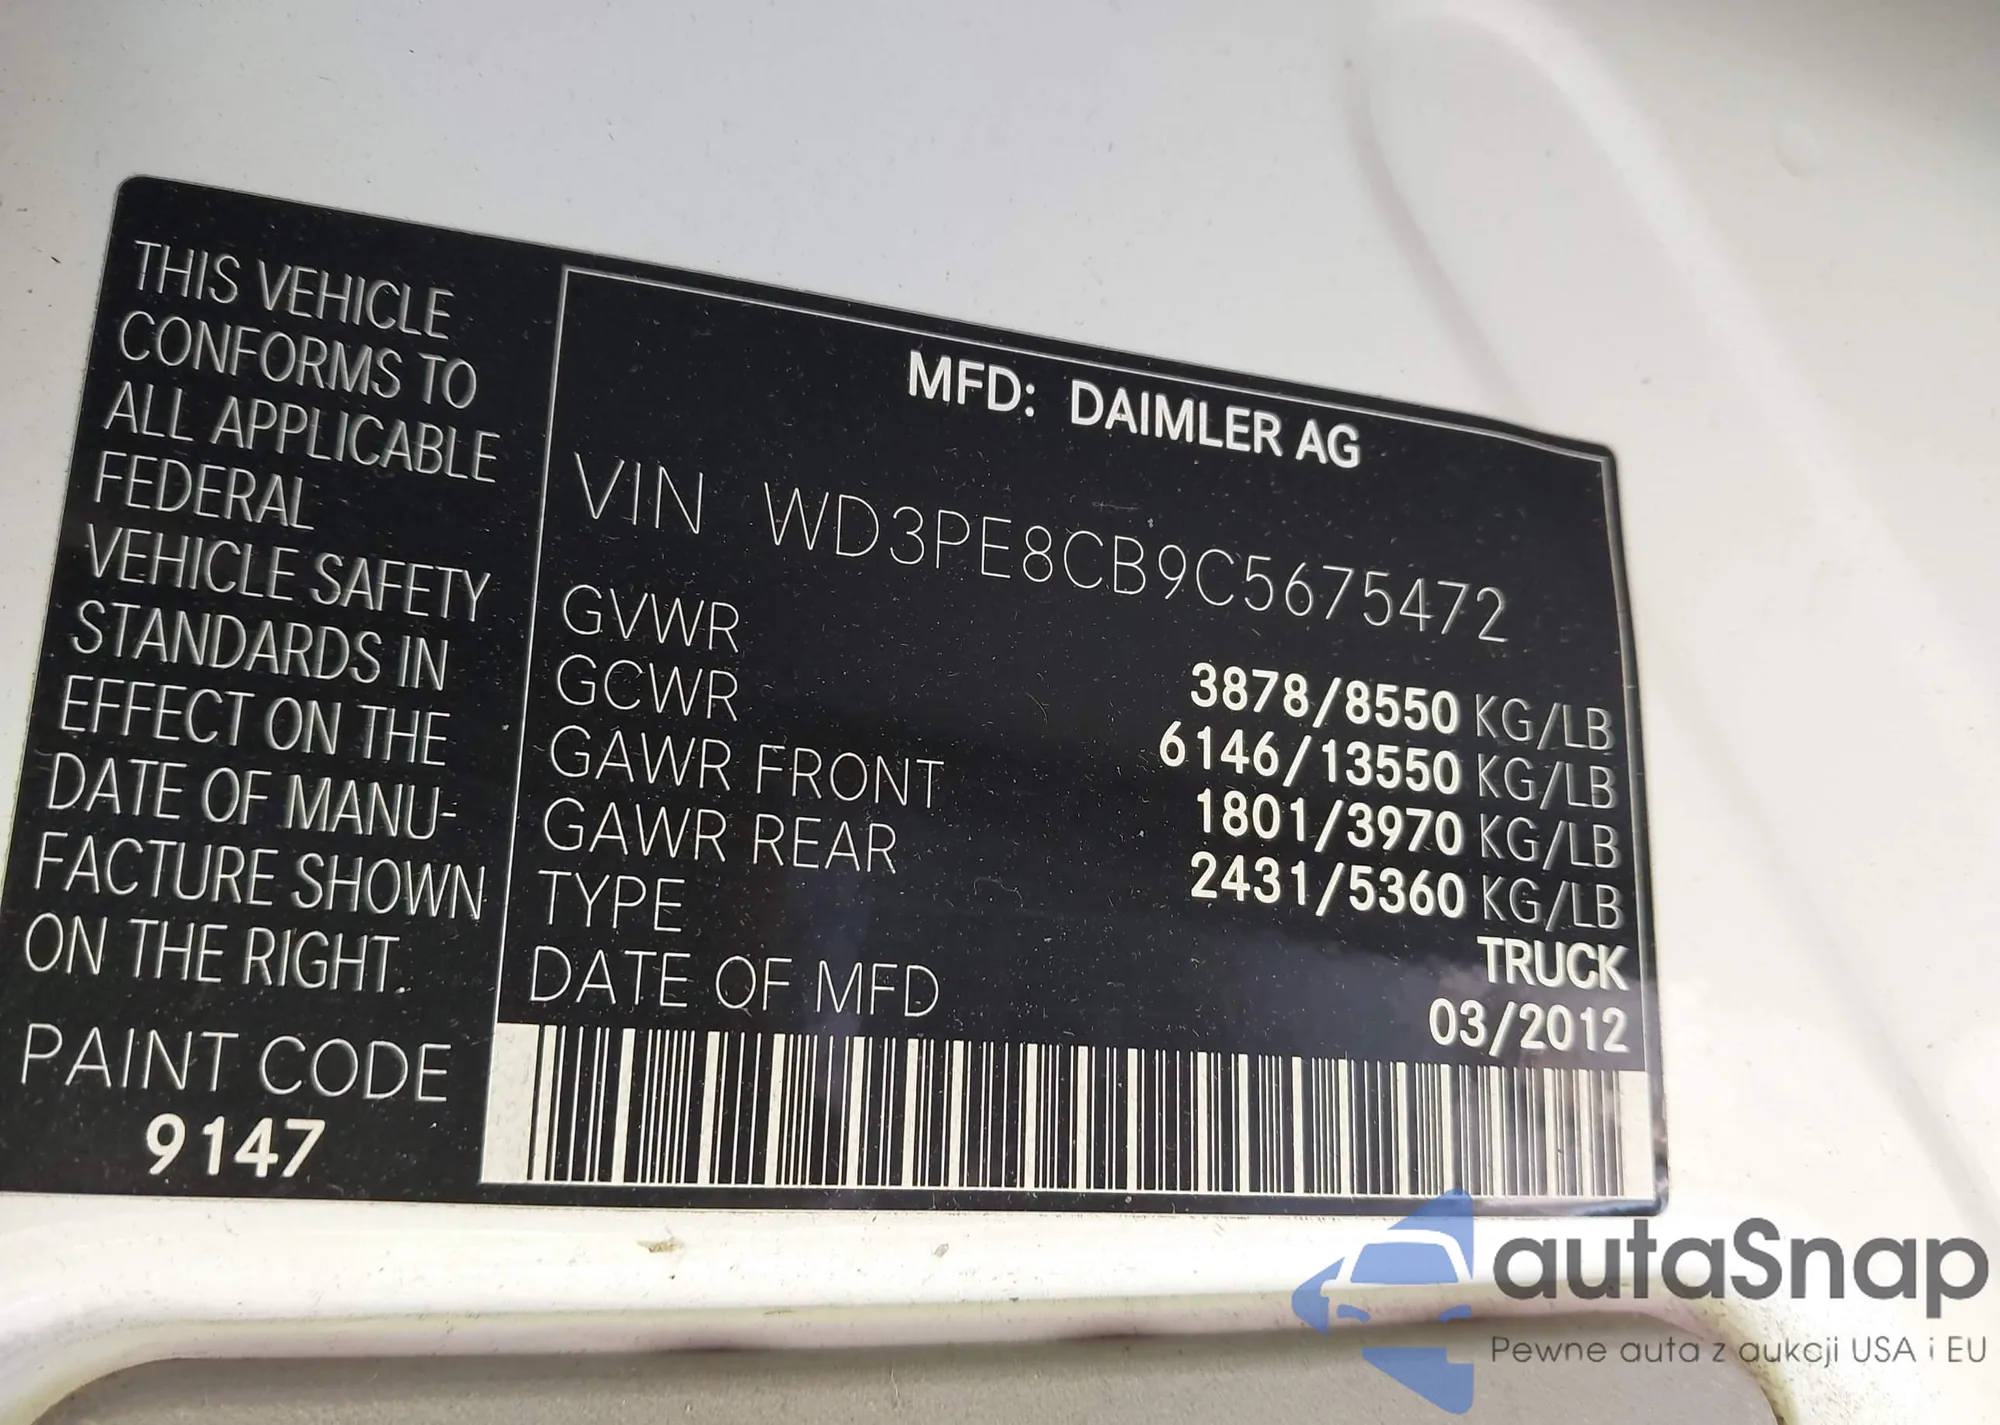 THIS VEHICLE
CONFORMS TO
ALL APPLICABLE
FEDERAL
VEHICLE SAFETY
STANDARDS IN
EFFECT ON THE
DATE OF MANU-
FACTURE SHOWN
ON THE RIGHT.
PAINT CODE
9147
MFD: DAIMLER AG
VIN WD3PE8CB9C5675472
GVWR 3878/8550 KG/LB
GCWR 6146/13550 KG/LB
GAWR FRONT 1801/3970 KG/LB
GAWR REAR 2431/5360 KG/LB
TYPE TRUCK
DATE OF MFD 03/2012
autaSnap
Pewne auta z aukcji USA i EU